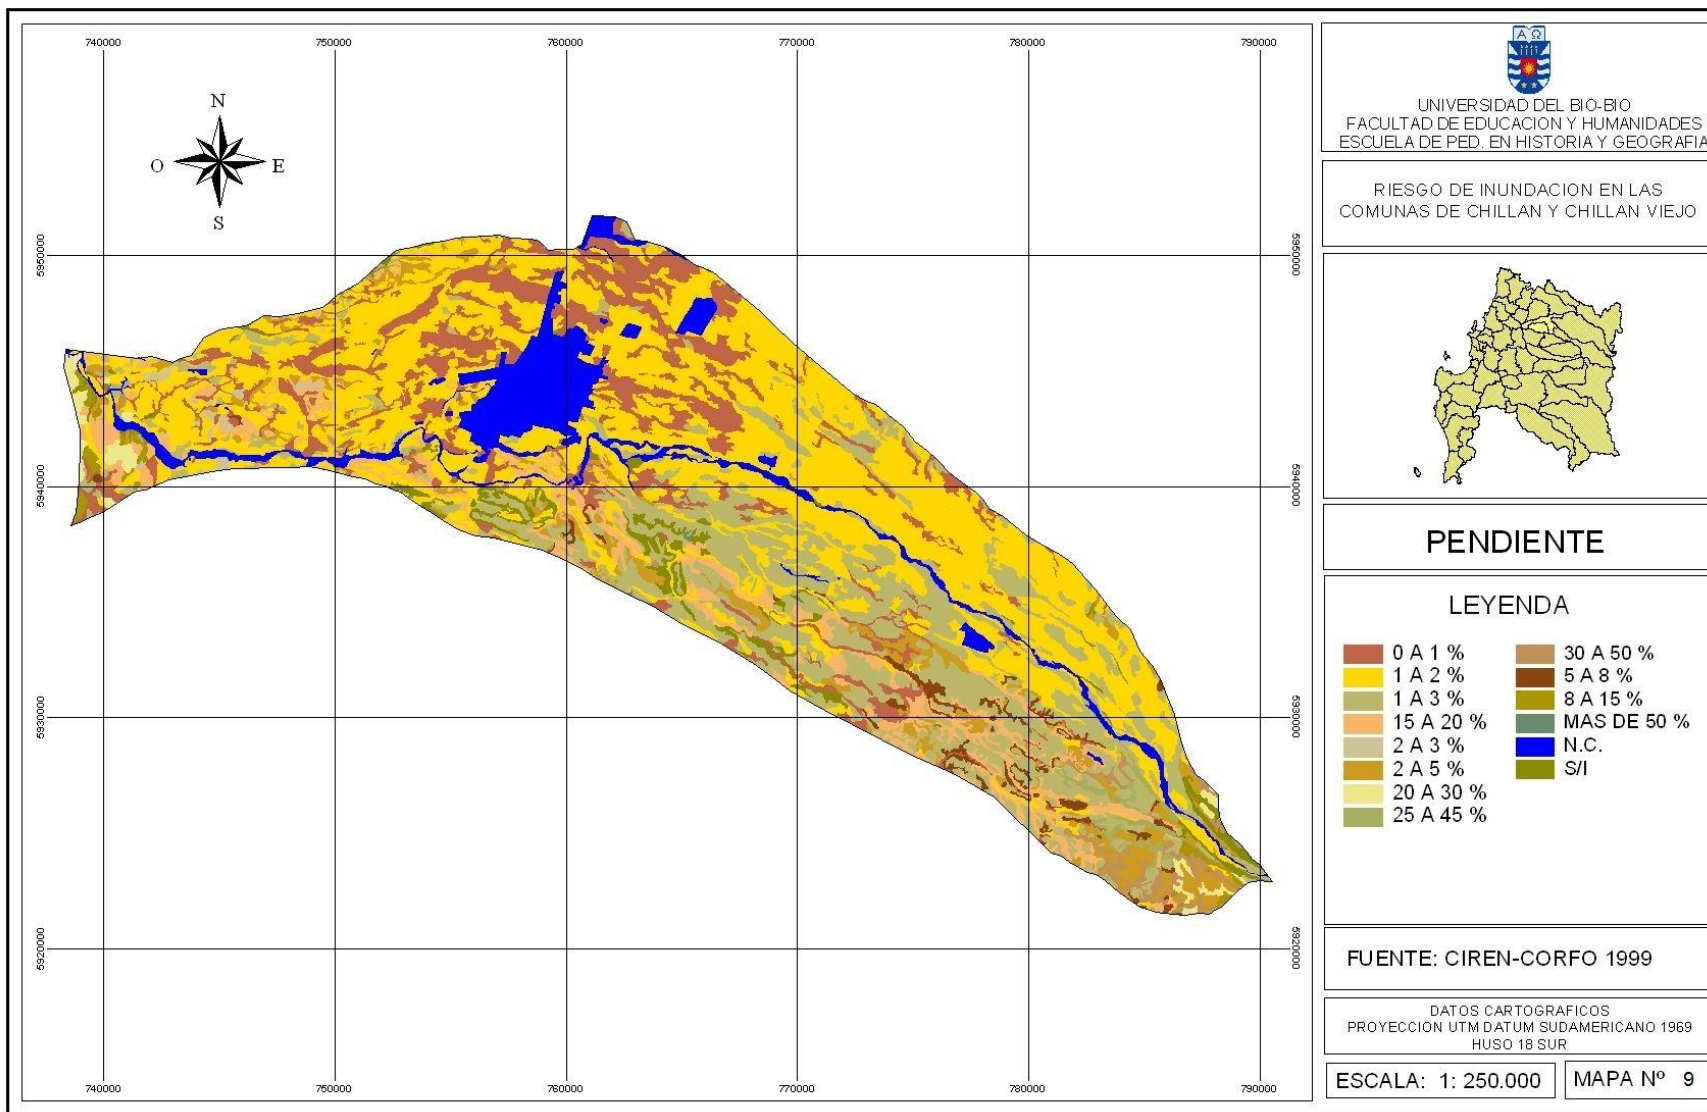 740000
750000
760000
770000
780000
790000
N
O
E
S
5950000
5950000
5940000
5940000
5930000
5930000
5920000
5920000
740000
750000
760000
770000
780000
790000
Α Ω
UNIVERSIDAD DEL BIO-BIO
FACULTAD DE EDUCACION Y HUMANIDADES
ESCUELA DE PED. EN HISTORIA Y GEOGRAFIA
RIESGO DE INUNDACION EN LAS
COMUNAS DE CHILLAN Y CHILLAN VIEJO
PENDIENTE
LEYENDA
0 A 1 %
1 A 2 %
1 A 3 %
15 A 20 %
2 A 3 %
2 A 5 %
20 A 30 %
25 A 45 %
30 A 50 %
5 A 8 %
8 A 15 %
MAS DE 50 %
N.C.
S/I
FUENTE: CIREN-CORFO 1999
DATOS CARTOGRAFICOS
PROYECCION UTM DATUM SUDAMERICANO 1969
HUSO 18 SUR
ESCALA: 1: 250.000
MAPA Nº 9